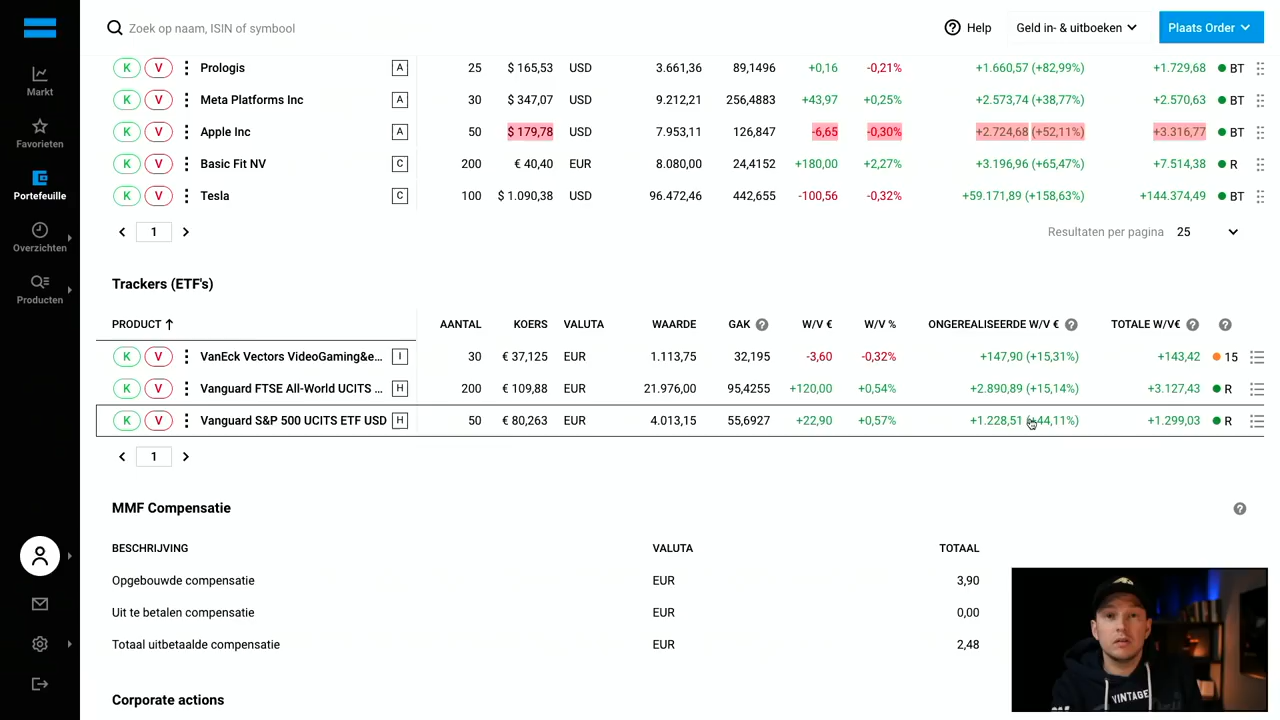 Zoek op naam, ISIN of symbool
Help
Geld in- & uitboeken
Plaats Order
Markt
Favorieten
Portefeuille
Overzichten
Producten
K V Prologis A 25 $ 165,53 USD 3.661,36 89,1496 +0,16 -0,21% +1.660,57 (+82,99%) +1.729,68 BT
K V Meta Platforms Inc A 30 $ 347,07 USD 9.212,21 256,4883 +43,97 +0,25% +2.573,74 (+38,77%) +2.570,63 BT
K V Apple Inc A 50 $ 179,78 USD 7.953,11 126,847 -6,65 -0,30% +2.724,68 (+52,11%) +3.316,77 BT
K V Basic Fit NV C 200 € 40,40 EUR 8.080,00 24,4152 +180,00 +2,27% +3.196,96 (+65,47%) +7.514,38 R
K V Tesla C 100 $ 1.090,38 USD 96.472,46 442,655 -100,56 -0,32% +59.171,89 (+158,63%) +144.374,49 BT
1
Resultaten per pagina 25
Trackers (ETF's)
PRODUCT AANTAL KOERS VALUTA WAARDE GAK W/V € W/V % ONGEREALISEERDE W/V € TOTALE W/V€
K V VanEck Vectors VideoGaming&e... I 30 € 37,125 EUR 1.113,75 32,195 -3,60 -0,32% +147,90 (+15,31%) +143,42 15
K V Vanguard FTSE All-World UCITS ... H 200 € 109,88 EUR 21.976,00 95,4255 +120,00 +0,54% +2.890,89 (+15,14%) +3.127,43 R
K V Vanguard S&P 500 UCITS ETF USD H 50 € 80,263 EUR 4.013,15 55,6927 +22,90 +0,57% +1.228,51 (+44,11%) +1.299,03 R
1
MMF Compensatie
BESCHRIJVING VALUTA TOTAAL
Opgebouwde compensatie EUR 3,90
Uit te betalen compensatie EUR 0,00
Totaal uitbetaalde compensatie EUR 2,48
Corporate actions
VINTAGE